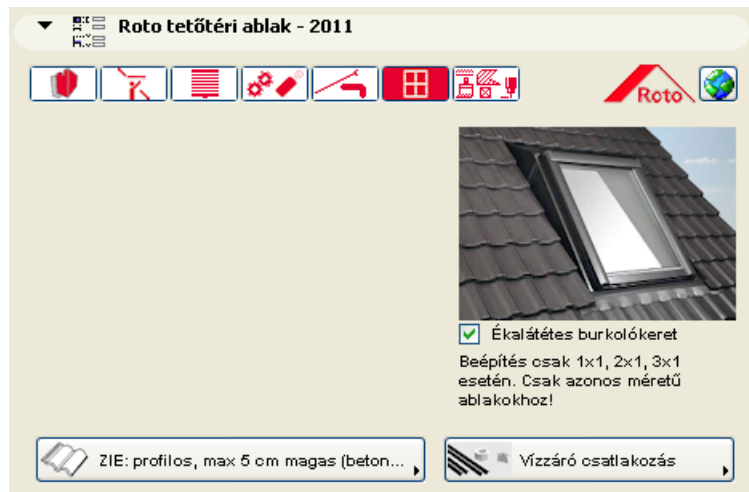 Roto tetőtéri ablak - 2011
Roto
Ékalátétes burkolókeret
Beépítés csak 1x1, 2x1, 3x1
esetén. Csak azonos méretű
ablakokhoz!
ZIE: profilos, max 5 cm magas (beton...
Vízzáró csatlakozás